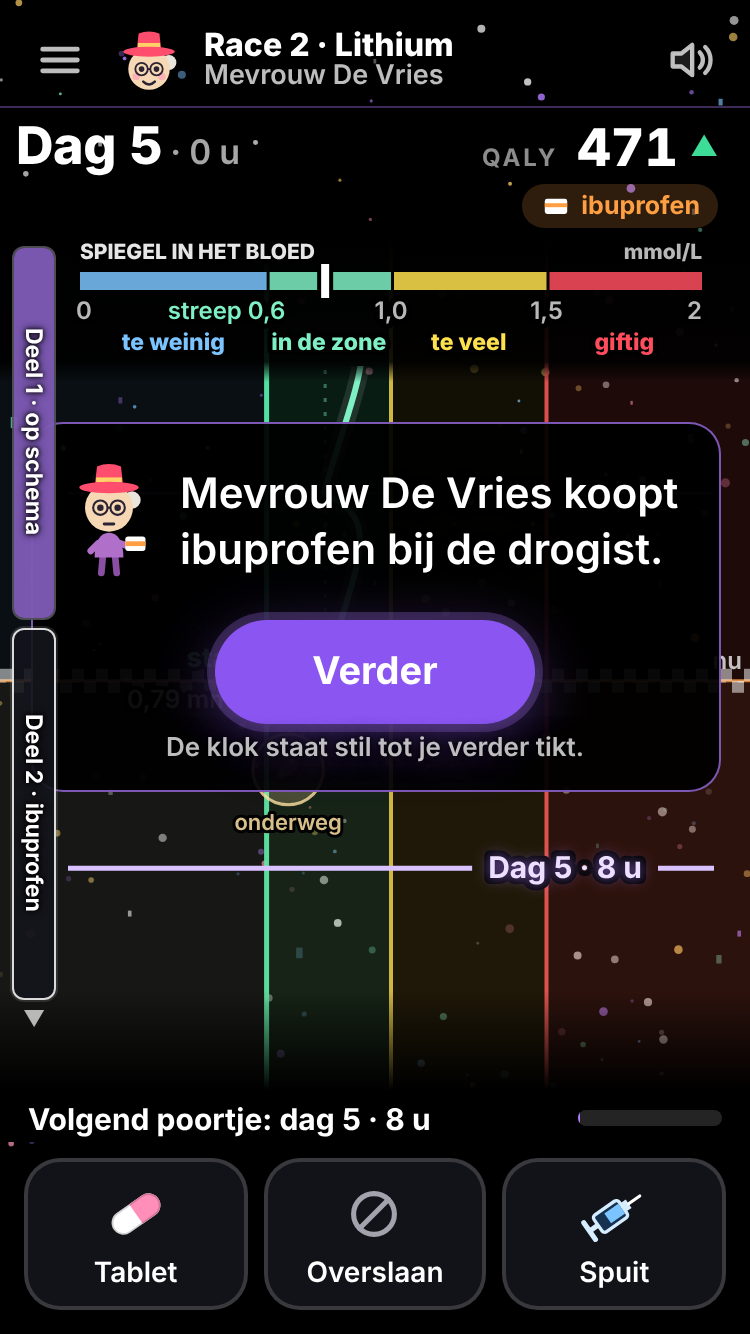 Race 2 · Lithium
Mevrouw De Vries
Dag 5 · 0 u
QALY 471
ibuprofen
SPIEGEL IN HET BLOED
mmol/L
0
streep 0,6
1,0
1,5
2
te weinig
in de zone
te veel
giftig
Deel 1 · op schema
Mevrouw De Vries koopt
ibuprofen bij de drogist.
Verder
nu
0,79
De klok staat stil tot je verder tikt.
Deel 2 · ibuprofen
onderweg
Dag 5 · 8 u
Volgend poortje: dag 5 · 8 u
Tablet
Overslaan
Spuit